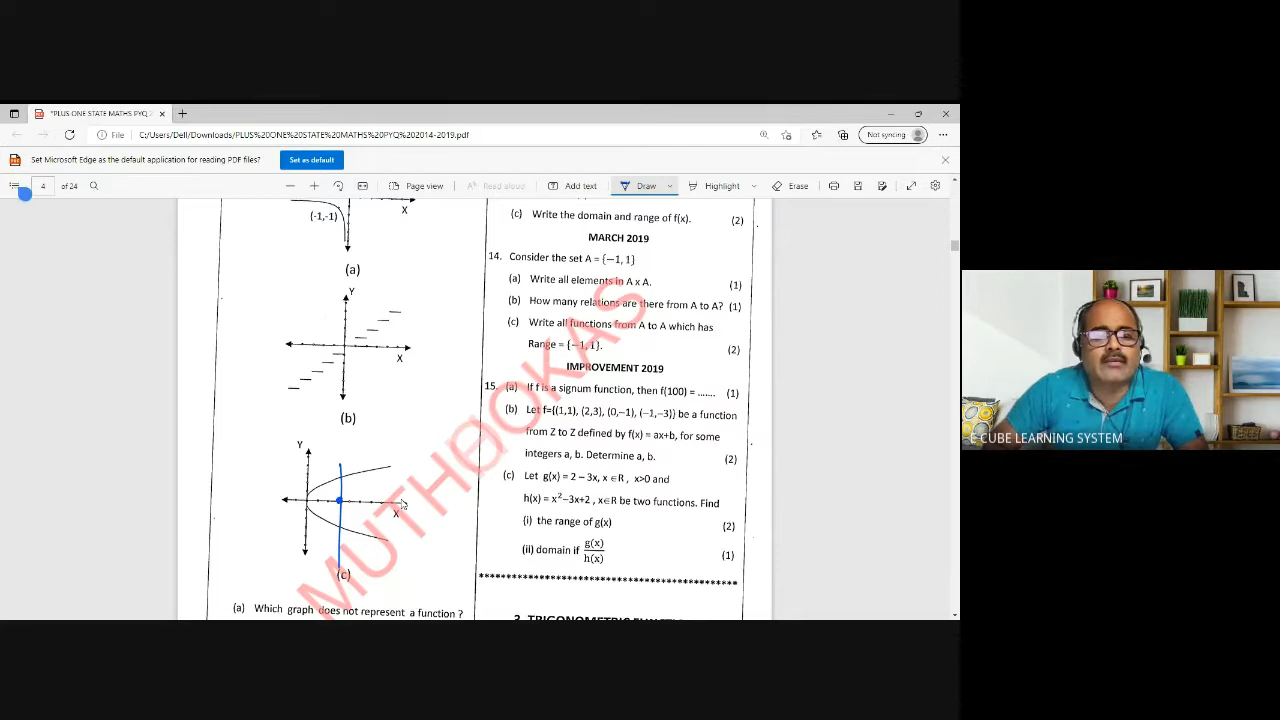 *PLUS ONE STATE MATHS PYQ 2
File
C:/Users/Dell/Downloads/PLUS%20ONE%20STATE%20MATHS%20PYQ%202014-2019.pdf
Not syncing
Set Microsoft Edge as the default application for reading PDF files?
Set as default
4 of 24
Page view
Read aloud
Add text
Draw
Highlight
Erase
(-1,-1)
X
(a)
Y
X
(b)
Y
X
(c)
(a) Which graph does not represent a function ?
(c) Write the domain and range of f(x). (2)
MARCH 2019
14. Consider the set A = {−1, 1}
(a) Write all elements in A x A. (1)
(b) How many relations are there from A to A? (1)
(c) Write all functions from A to A which has
Range = {−1, 1}. (2)
IMPROVEMENT 2019
15. (a) If f is a signum function, then f(100) = ....... (1)
(b) Let f={(1,1), (2,3), (0,−1), (−1,−3)} be a function
from Z to Z defined by f(x) = ax+b, for some
integers a, b. Determine a, b. (2)
(c) Let g(x) = 2 − 3x, x ∈R , x>0 and
h(x) = x²−3x+2 , x∈R be two functions. Find
(i) the range of g(x) (2)
(ii) domain if g(x)/h(x) (1)
******************************************
3. TRIGONOMETRIC FUNCTI
MUTHOOKAS
E CUBE LEARNING SYSTEM